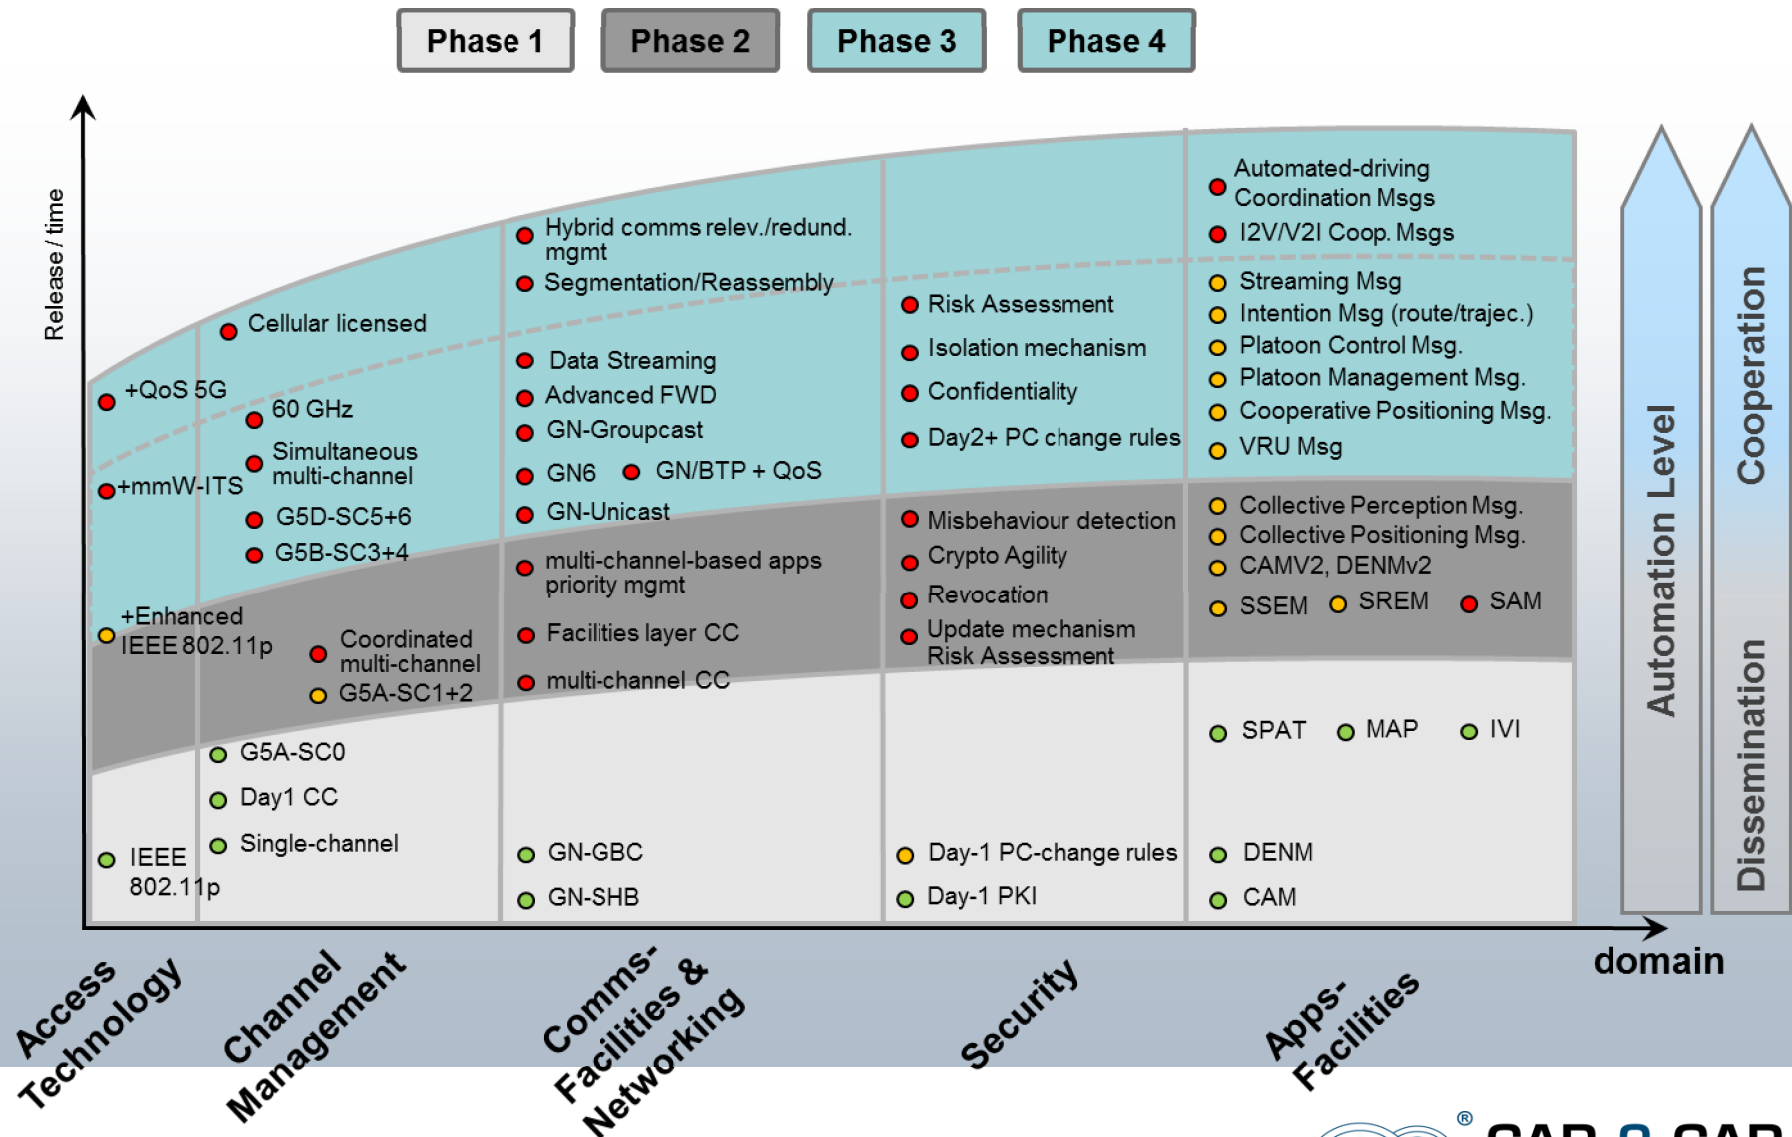 Phase 1
Phase 2
Phase 3
Phase 4
Release / time
+QoS 5G
+mmW-ITS
+Enhanced
IEEE 802.11p
IEEE
802.11p
Cellular licensed
60 GHz
Simultaneous
multi-channel
G5D-SC5+6
G5B-SC3+4
Coordinated
multi-channel
G5A-SC1+2
G5A-SC0
Day1 CC
Single-channel
Hybrid comms relev./redund.
mgmt
Segmentation/Reassembly
Data Streaming
Advanced FWD
GN-Groupcast
GN6
GN/BTP + QoS
GN-Unicast
multi-channel-based apps
priority mgmt
Facilities layer CC
multi-channel CC
GN-GBC
GN-SHB
Risk Assessment
Isolation mechanism
Confidentiality
Day2+ PC change rules
Misbehaviour detection
Crypto Agility
Revocation
Update mechanism
Risk Assessment
Day-1 PC-change rules
Day-1 PKI
Automated-driving
Coordination Msgs
I2V/V2I Coop. Msgs
Streaming Msg
Intention Msg (route/trajec.)
Platoon Control Msg.
Platoon Management Msg.
Cooperative Positioning Msg.
VRU Msg
Collective Perception Msg.
Collective Positioning Msg.
CAMV2, DENMv2
SSEM
SREM
SAM
SPAT
MAP
IVI
DENM
CAM
Automation Level
Cooperation
Dissemination
domain
Access
Technology
Channel
Management
Comms-
Facilities &
Networking
Security
Apps-
Facilities
®